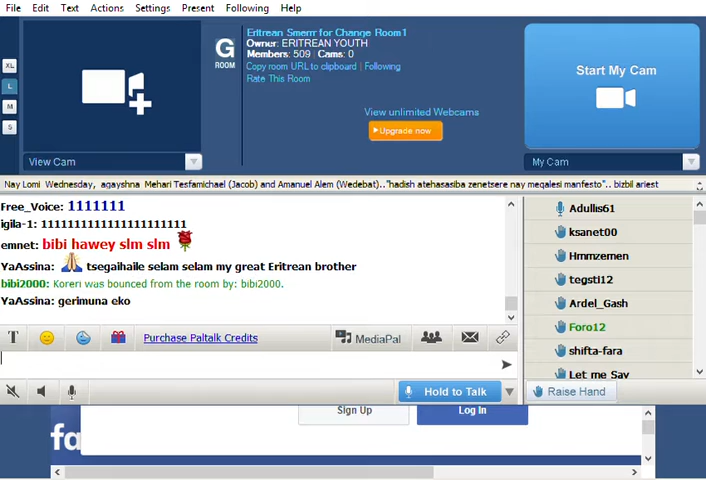 File Edit Text Actions Settings Present Following Help
XL
L
M
S
View Cam
G
ROOM
Eritrean Smerrr for Change Room1
Owner: ERITREAN YOUTH
Members: 509 Cams: 0
Copy room URL to clipboard | Following
Rate This Room
View unlimited Webcams
Upgrade now
Start My Cam
My Cam
Nay Lomi Wednesday, agayshna Mehari Tesfamichael (Jacob) and Amanuel Alem (Wedebat).."hadish atehasasiba zenetsere nay meqalesi manfesto".. bizbil ariest
Free_Voice: 1111111
igila-1: 1111111111111111111111
emnet: bibi hawey slm slm
YaAssina: tsegaihaile selam selam my great Eritrean brother
bibi2000: Koreri was bounced from the room by: bibi2000.
YaAssina: gerimuna eko
Adullis61
ksanet00
Hmmzemen
tegsti12
Ardel_Gash
Foro12
shifta-fara
Let me Say
T Purchase Paltalk Credits MediaPal
Hold to Talk
Raise Hand
Sign Up Log In
fa